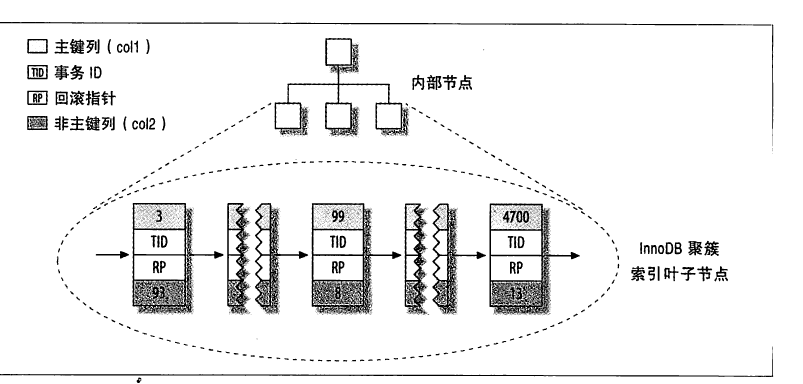 主键列（col1）
TID 事务 ID
RP 回滚指针
非主键列（col2）
内部节点
3
99
4700
TID
TID
TID
RP
RP
RP
93
8
13
InnoDB 聚簇
索引叶子节点